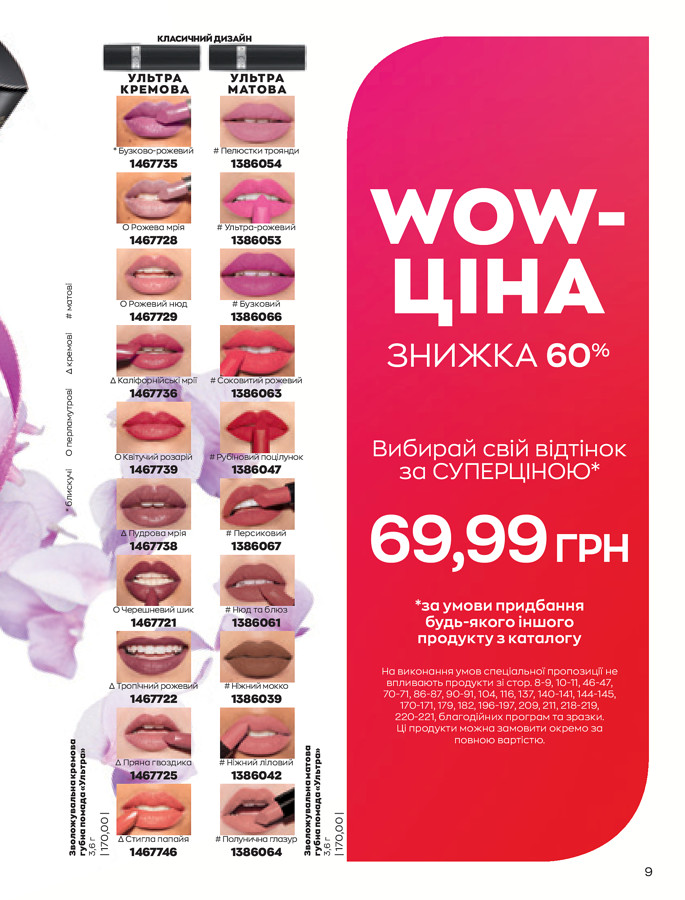 КЛАСИЧНИЙ ДИЗАЙН
УЛЬТРА
КРЕМОВА
* Бузково-рожевий
1467735
О Рожева мрія
1467728
О Рожевий нюд
1467729
Δ Каліфорнійські мрії
1467736
О Квітучий розарій
1467739
Δ Пудрова мрія
1467738
О Черешневий шик
1467721
Δ Тропічний рожевий
1467722
Δ Пряна гвоздика
1467725
Δ Стигла папайя
1467746
УЛЬТРА
МАТОВА
# Пелюстки троянди
1386054
# Ультра-рожевий
1386053
# Бузковий
1386066
# Соковитий рожевий
1386063
# Рубіновий поцілунок
1386047
# Персиковий
1386067
# Нюд та блюз
1386061
# Ніжний мокко
1386039
# Ніжний ліловий
1386042
# Полунична глазур
1386064
* блискучі О перламутрові Δ кремові # матові
Зволожувальна кремова
губна помада «Ультра»
3,6 г
|170,00|
Зволожувальна матова
губна помада «Ультра»
3,6 г
|170,00|
WOW-
ЦІНА
ЗНИЖКА 60%
Вибирай свій відтінок
за СУПЕРЦІНОЮ*
69,99 ГРН
*за умови придбання
будь-якого іншого
продукту з каталогу
На виконання умов спеціальної пропозиції не
впливають продукти зі стор. 8-9, 10-11, 46-47,
70-71, 86-87, 90-91, 104, 116, 137, 140-141, 144-145,
170-171, 179, 182, 196-197, 209, 211, 218-219,
220-221, благодійних програм та зразки.
Ці продукти можна замовити окремо за
повною вартістю.
9